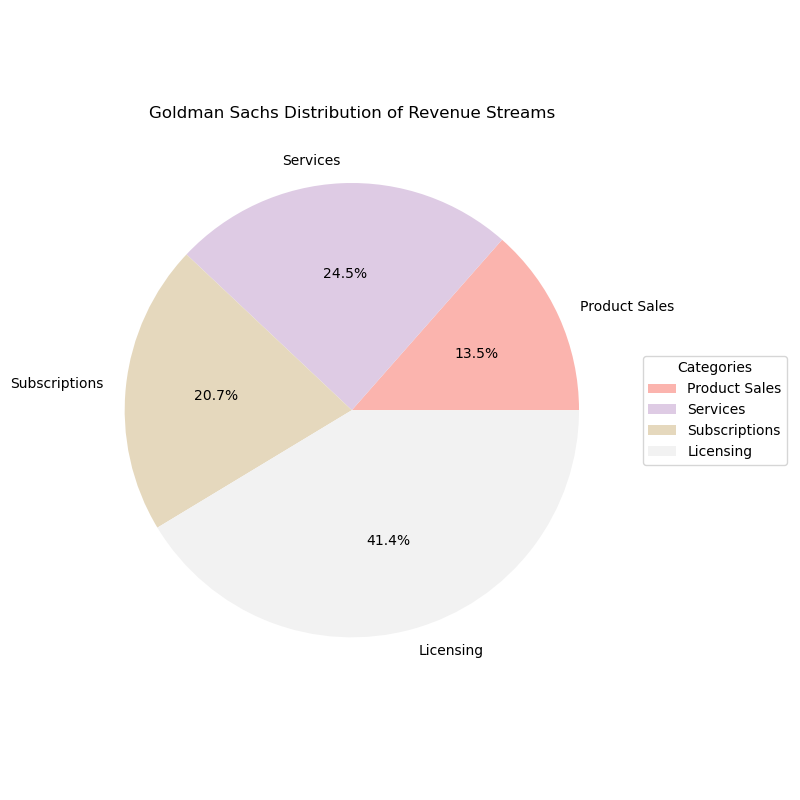 Goldman Sachs Distribution of Revenue Streams
Services
24.5%
Product Sales
13.5%
Subscriptions
20.7%
41.4%
Licensing
Categories
Product Sales
Services
Subscriptions
Licensing